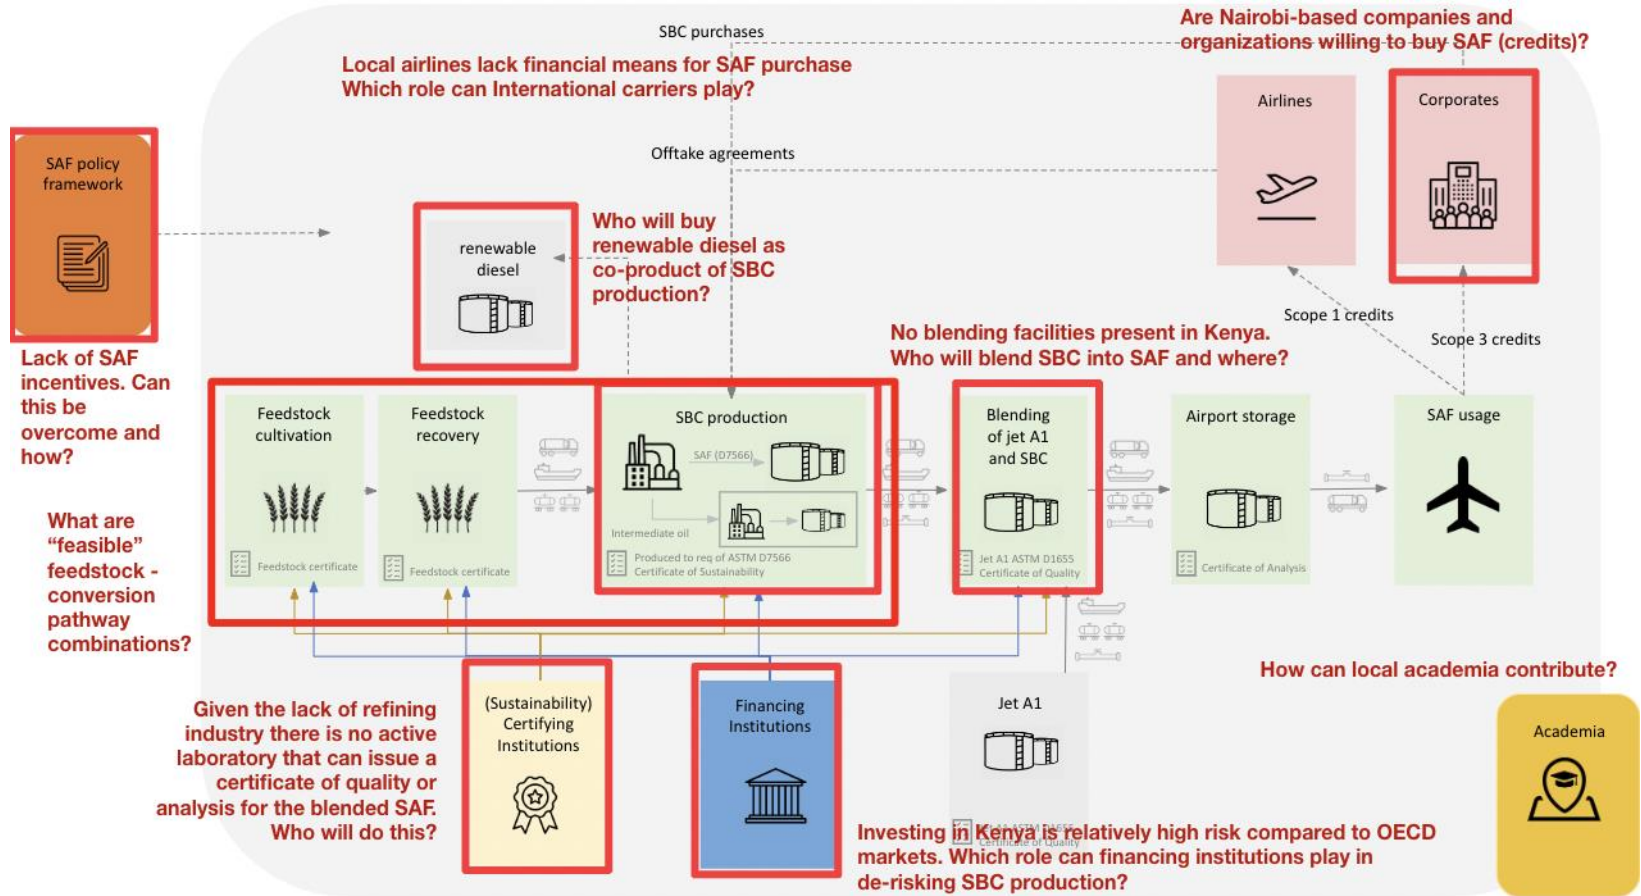 SBC purchases
Are Nairobi-based companies and
organizations willing to buy SAF (credits)?
Local airlines lack financial means for SAF purchase
Which role can International carriers play?
Airlines
Corporates
SAF policy
framework
Offtake agreements
renewable
diesel
Who will buy
renewable diesel as
co-product of SBC
production?
Scope 1 credits
Scope 3 credits
Lack of SAF
incentives. Can
this be
overcome and
how?
No blending facilities present in Kenya.
Who will blend SBC into SAF and where?
Feedstock
cultivation
Feedstock certificate
Feedstock
recovery
Feedstock certificate
SBC production
SAF (D7566)
Intermediate oil
Produced to req of ASTM D7566
Certificate of Sustainability
Blending
of jet A1
and SBC
Jet A1 ASTM D1655
Certificate of Quality
Airport storage
Certificate of Analysis
SAF usage
What are
“feasible”
feedstock -
conversion
pathway
combinations?
Given the lack of refining
industry there is no active
laboratory that can issue a
certificate of quality or
analysis for the blended SAF.
Who will do this?
(Sustainability)
Certifying
Institutions
Financing
Institutions
Jet A1
Jet A1 ASTM D1655
Certificate of Quality
Investing in Kenya is relatively high risk compared to OECD
markets. Which role can financing institutions play in
de-risking SBC production?
How can local academia contribute?
Academia